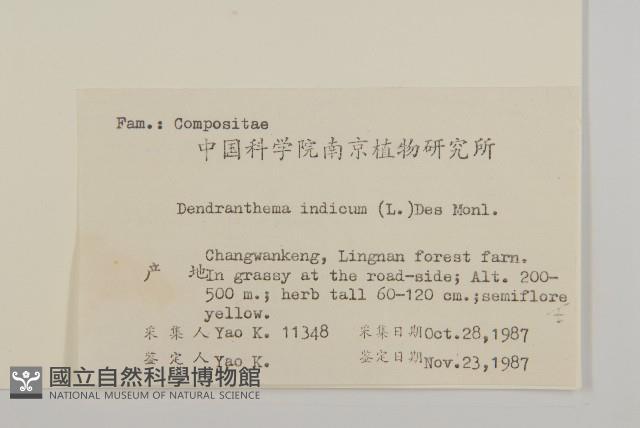 Fam.: Compositae
中国科学院南京植物研究所
Dendranthema indicum (L.)Des Monl.
产 地 Changwankeng, Lingnan forest farn.
In grassy at the road-side; Alt. 200-
500 m.; herb tall 60-120 cm.;semiflore
yellow.
采 集 人 Yao K. 11348 采集日期 Oct.28,1987
鉴 定 人 Yao K. 鉴定日期 Nov.23,1987
國立自然科學博物館
NATIONAL MUSEUM OF NATURAL SCIENCE